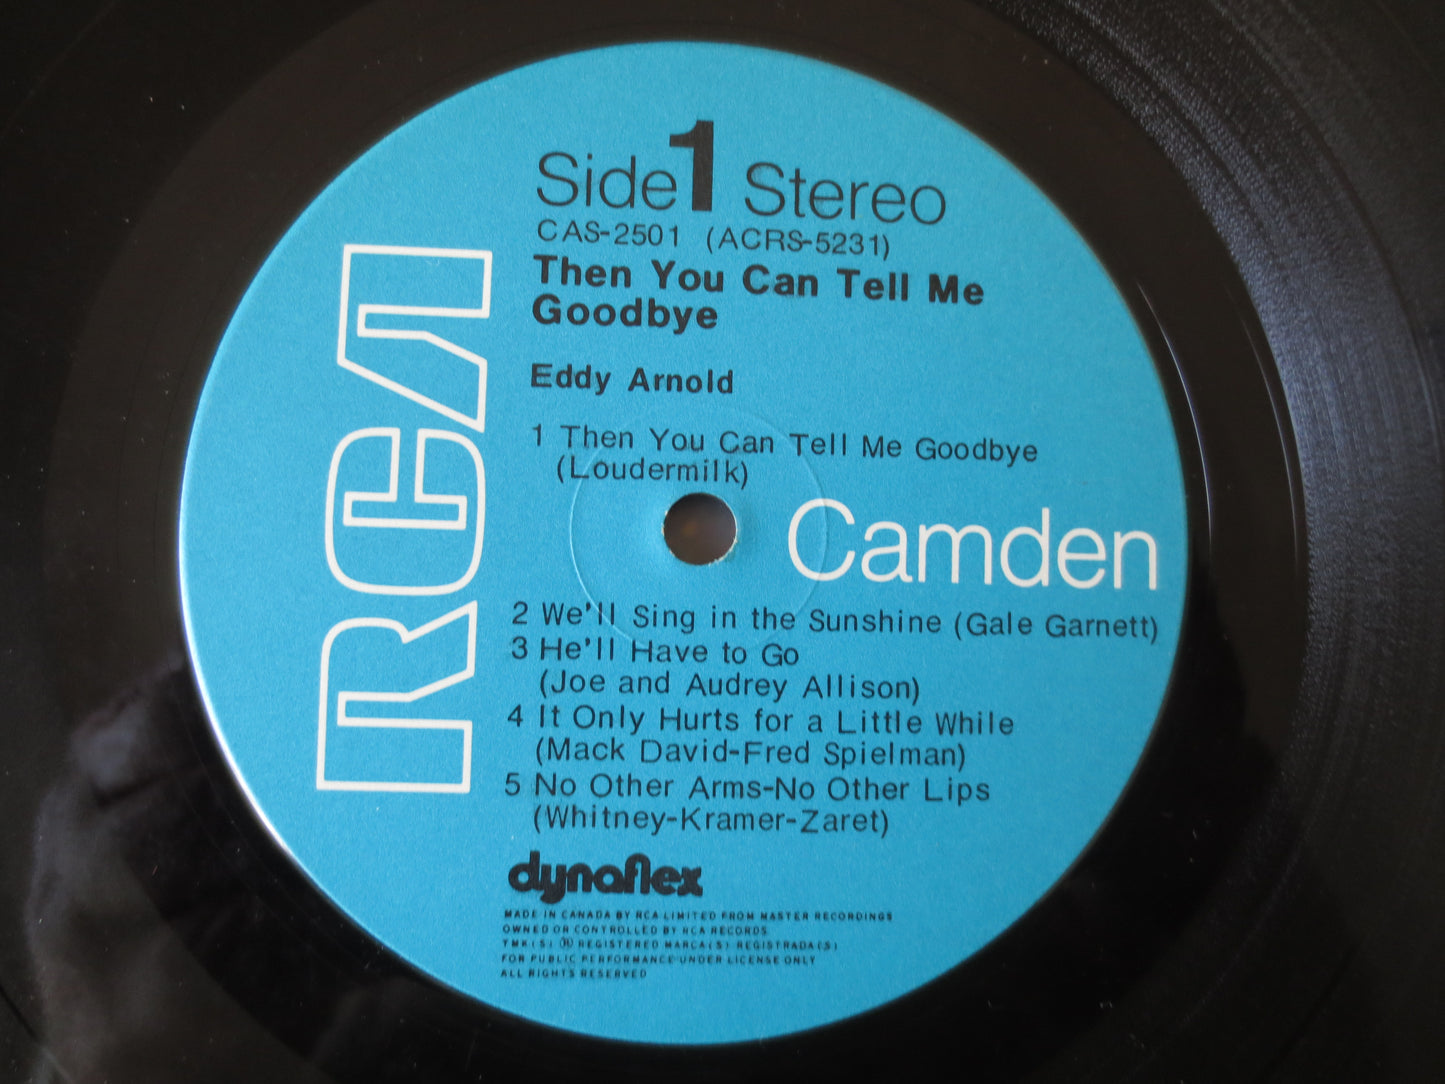 Side 1 Stereo
CAS-2501 (ACRS-5231)
Then You Can Tell Me
Goodbye
Eddy Arnold
1 Then You Can Tell Me Goodbye
(Loudermilk)
RCA
Camden
2 We'll Sing in the Sunshine (Gale Garnett)
3 He'll Have to Go
(Joe and Audrey Allison)
4 It Only Hurts for a Little While
(Mack David-Fred Spielman)
5 No Other Arms-No Other Lips
(Whitney-Kramer-Zaret)
dynaflex
MADE IN CANADA BY RCA LIMITED FROM MASTER RECORDINGS
OWNED OR CONTROLLED BY RCA RECORDS
TMK(S) ® REGISTERED MARCA(S) REGISTRADA(S)
FOR PUBLIC PERFORMANCE UNDER LICENSE ONLY
ALL RIGHTS RESERVED